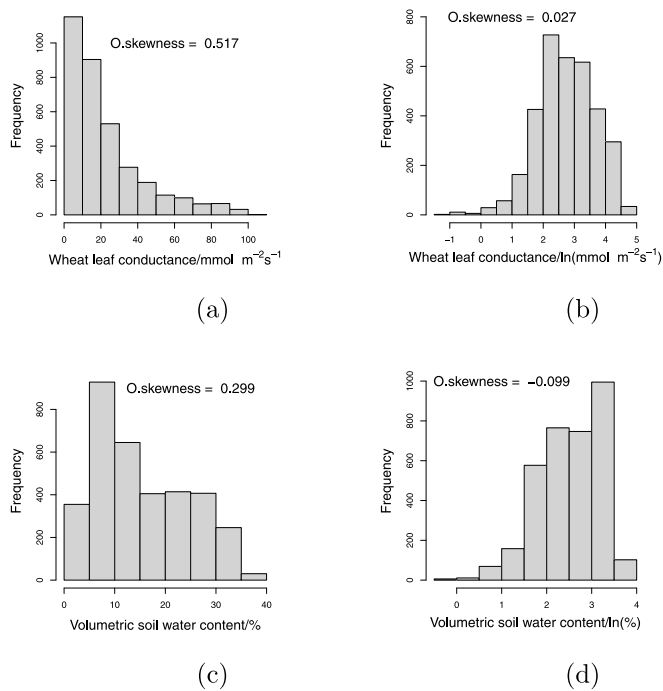 O.skewness = 0.517
Frequency
0 200 400 600 800 1000
0 20 40 60 80 100
Wheat leaf conductance/mmol m⁻²s⁻¹
(a)
O.skewness = 0.027
Frequency
0 200 400 600 800
−1 0 1 2 3 4 5
Wheat leaf conductance/ln(mmol m⁻²s⁻¹)
(b)
O.skewness = 0.299
Frequency
0 200 400 600 800
0 10 20 30 40
Volumetric soil water content/%
(c)
O.skewness = −0.099
Frequency
0 200 400 600 800 1000
0 1 2 3 4
Volumetric soil water content/ln(%)
(d)